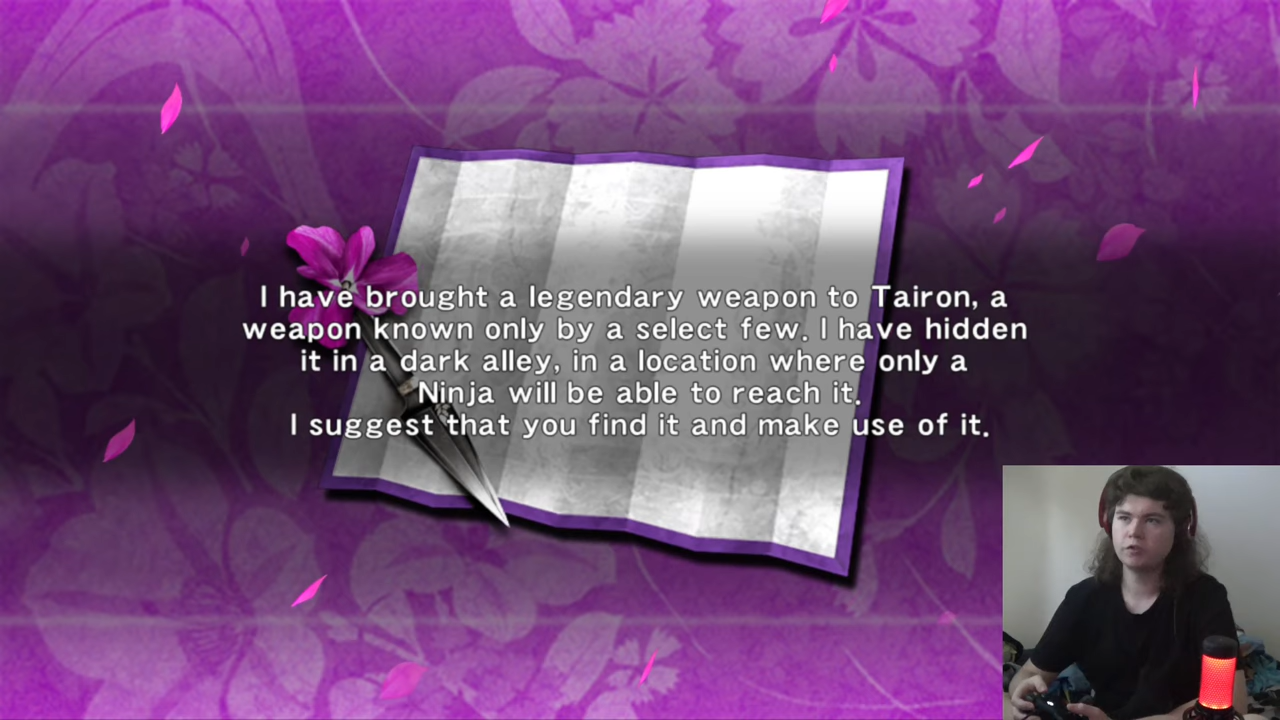 I have brought a legendary weapon to Tairon, a
weapon known only by a select few. I have hidden
it in a dark alley, in a location where only a
Ninja will be able to reach it.
I suggest that you find it and make use of it.